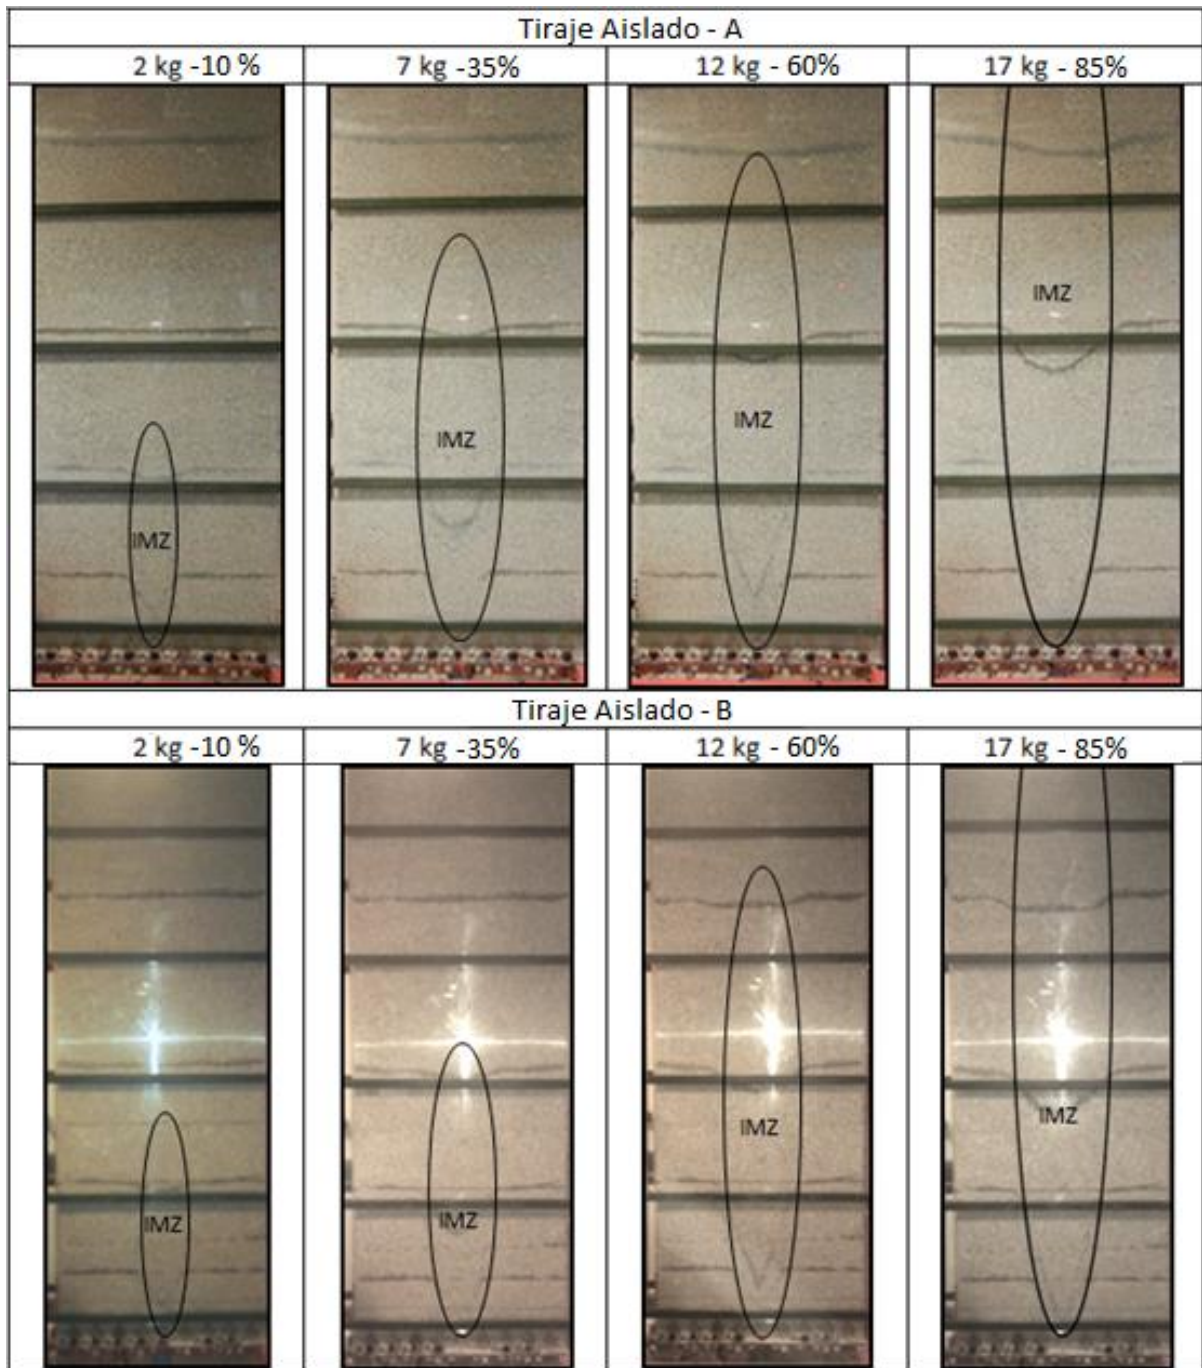 Tiraje Aislado - A
2 kg -10 %
7 kg -35%
12 kg - 60%
17 kg - 85%
IMZ
IMZ
IMZ
IMZ
Tiraje Aislado - B
2 kg -10 %
7 kg -35%
12 kg - 60%
17 kg - 85%
IMZ
IMZ
IMZ
IMZ